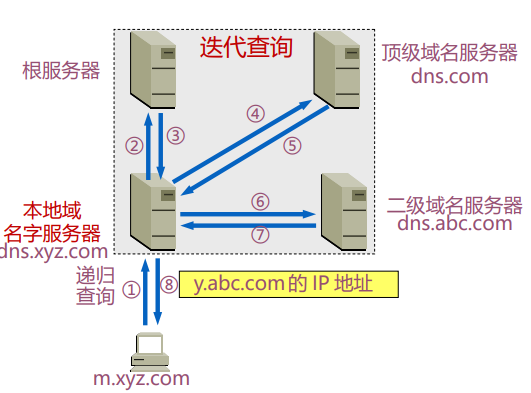 迭代查询
根服务器
顶级域名服务器
dns.com
④
②
③
⑤
本地域
名字服务器
dns.xyz.com
⑥
⑦
二级域名服务器
dns.abc.com
递归
查询
①
⑧
y.abc.com的 IP 地址
m.xyz.com